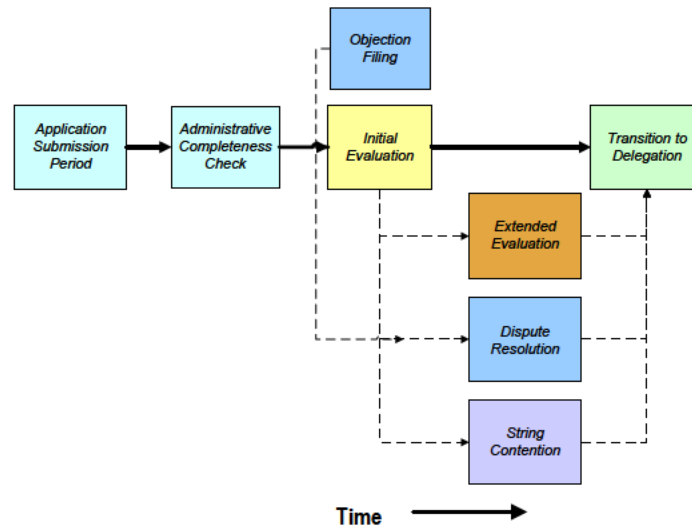 Objection
Filing
Application
Submission
Period
Administrative
Completeness
Check
Initial
Evaluation
Transition to
Delegation
Extended
Evaluation
Dispute
Resolution
String
Contention
Time